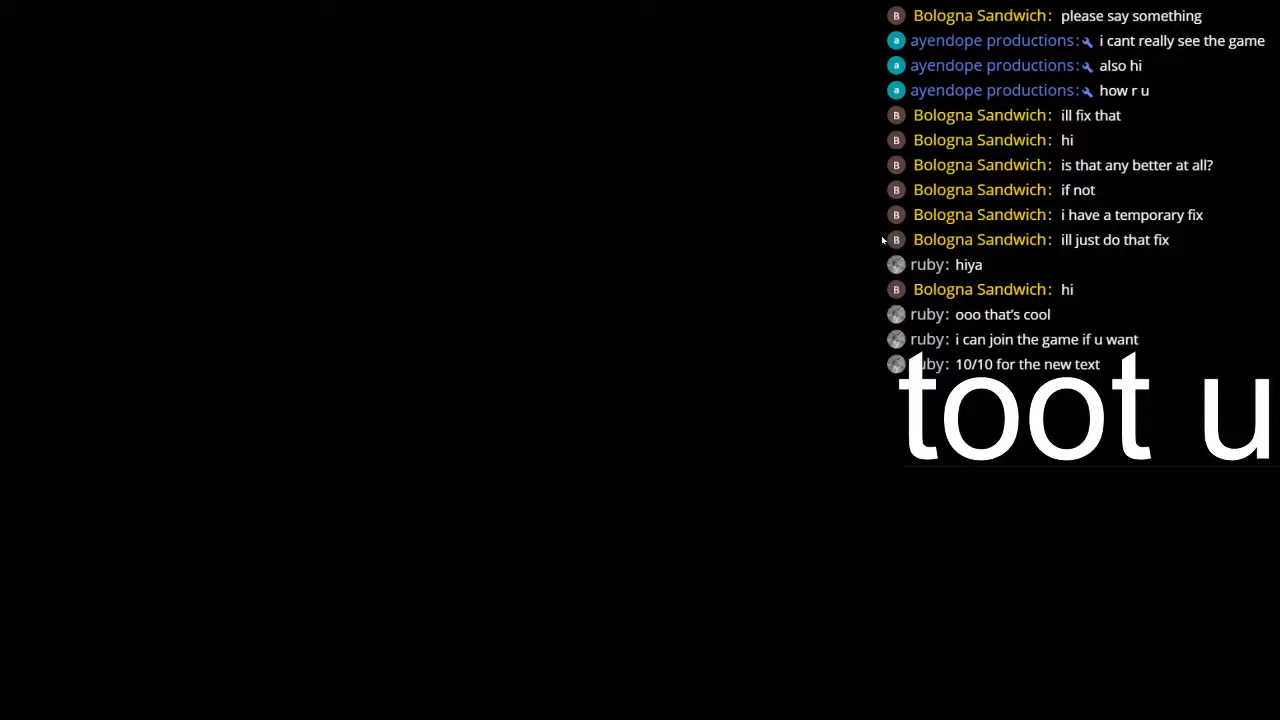 B Bologna Sandwich: please say something
a ayendope productions: i cant really see the game
a ayendope productions: also hi
a ayendope productions: how r u
B Bologna Sandwich: ill fix that
B Bologna Sandwich: hi
B Bologna Sandwich: is that any better at all?
B Bologna Sandwich: if not
B Bologna Sandwich: i have a temporary fix
B Bologna Sandwich: ill just do that fix
ruby: hiya
B Bologna Sandwich: hi
ruby: ooo that's cool
ruby: i can join the game if u want
ruby: 10/10 for the new text
toot u